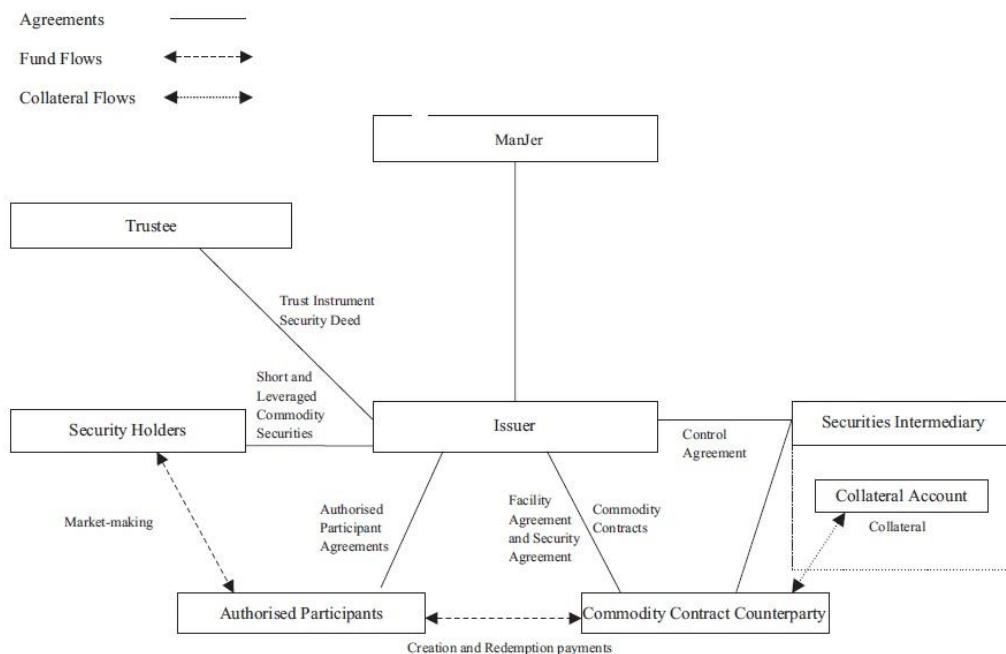 Agreements
Fund Flows
Collateral Flows
ManJer
Trustee
Trust Instrument
Security Deed
Short and
Leveraged
Commodity
Securities
Security Holders
Issuer
Securities Intermediary
Control
Agreement
Collateral Account
Collateral
Market-making
Authorised
Participant
Agreements
Facility
Agreement
and Security
Agreement
Commodity
Contracts
Authorised Participants
Commodity Contract Counterparty
Creation and Redemption payments